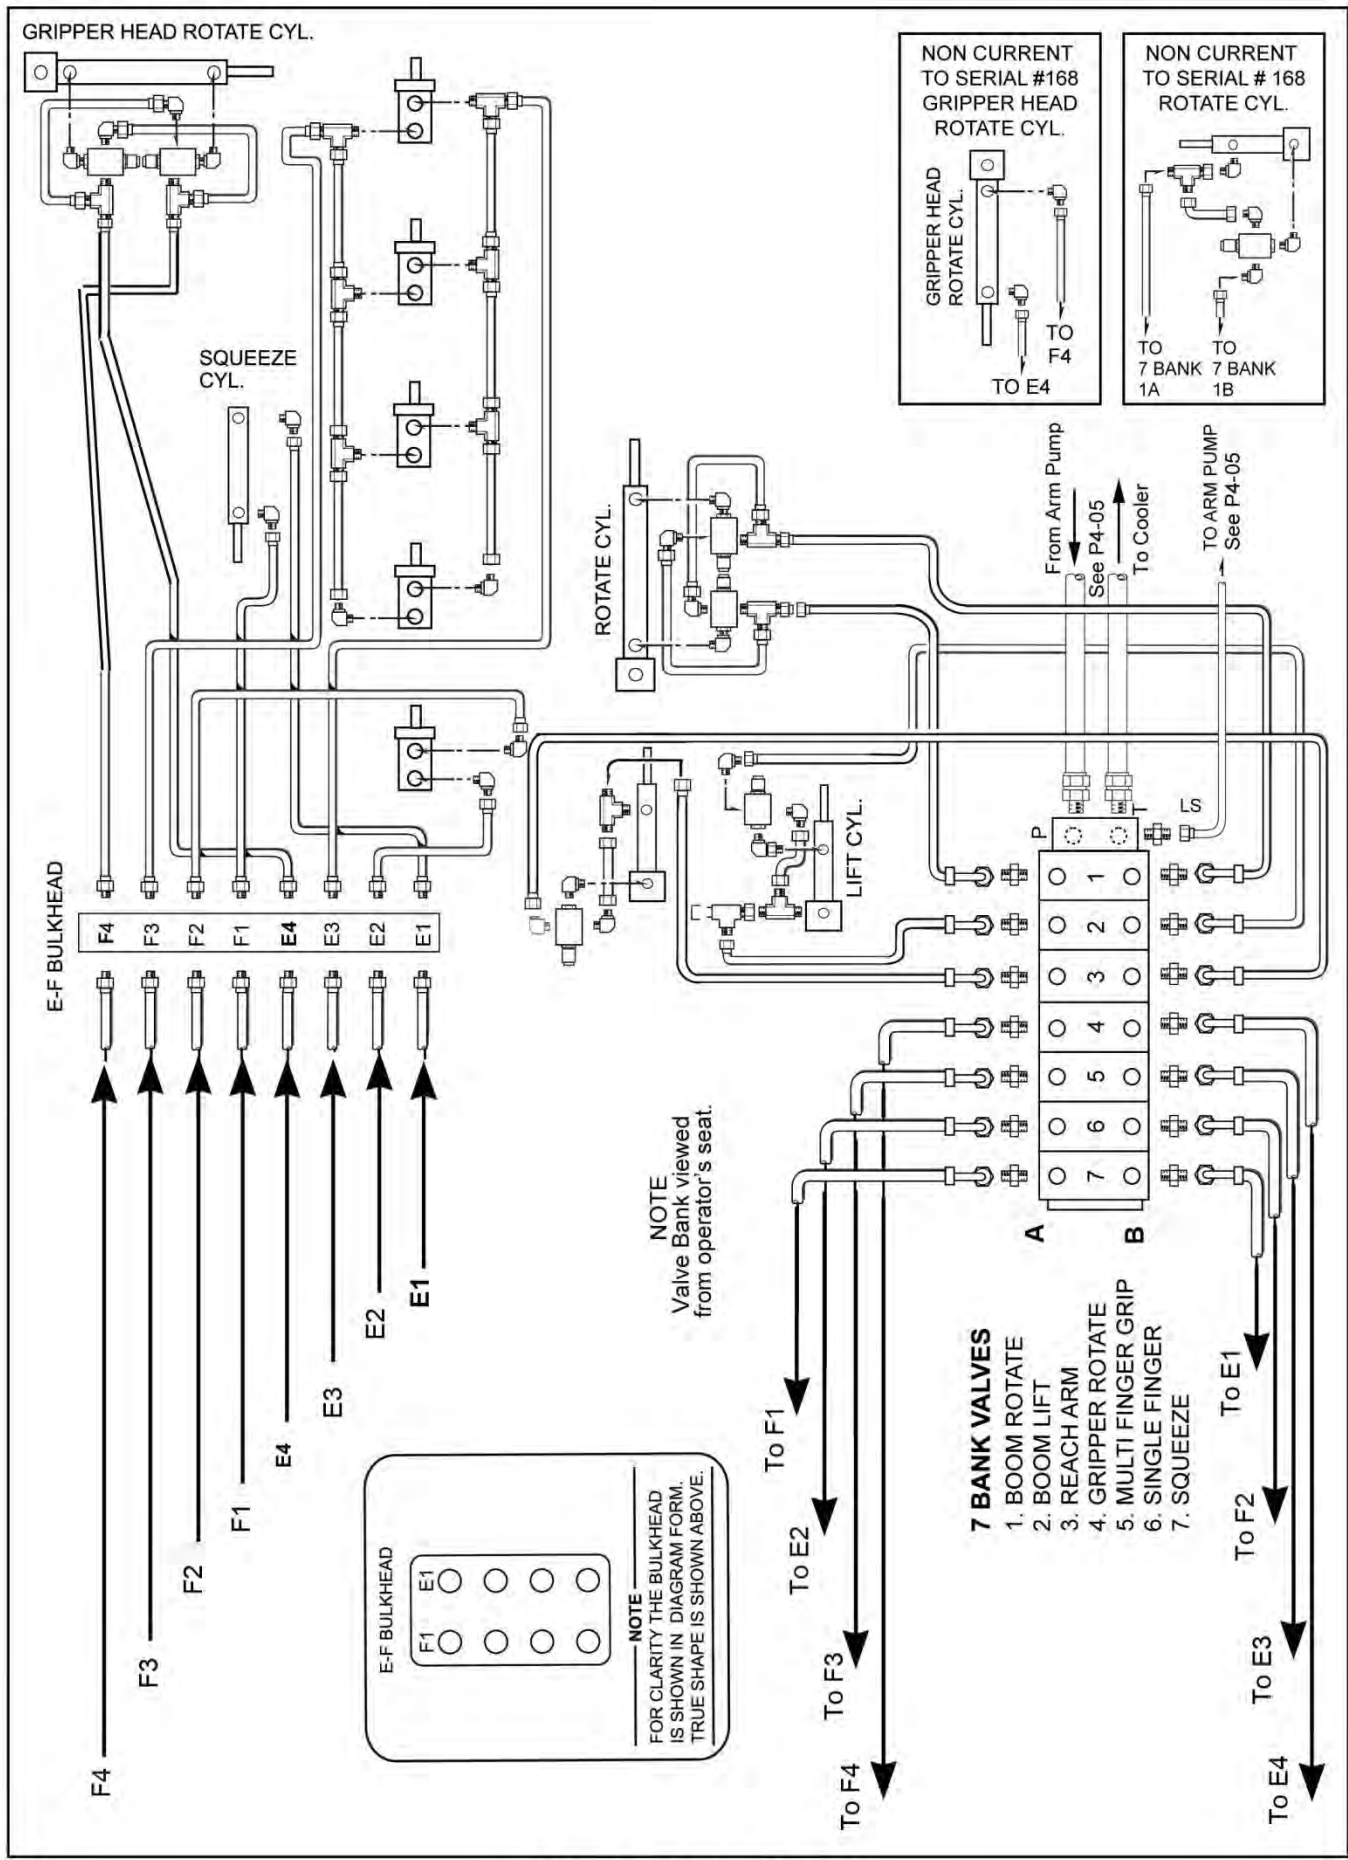 GRIPPER HEAD ROTATE CYL.
NON CURRENT
TO SERIAL #168
GRIPPER HEAD
ROTATE CYL.
GRIPPER HEAD
ROTATE CYL.
TO
F4
TO E4
NON CURRENT
TO SERIAL # 168
ROTATE CYL.
TO
7 BANK
1A
TO
7 BANK
1B
SQUEEZE
CYL.
ROTATE CYL.
From Arm Pump
See P4-05
To Cooler
TO ARM PUMP
See P4-05
LIFT CYL.
P
T
LS
E-F BULKHEAD
F4
F3
F2
F1
E4
E3
E2
E1
1
2
3
4
5
6
7
A
B
NOTE
Valve Bank viewed
from operator's seat.
E1
E2
E3
E4
F1
F2
F3
F4
7 BANK VALVES
1. BOOM ROTATE
2. BOOM LIFT
3. REACH ARM
4. GRIPPER ROTATE
5. MULTI FINGER GRIP
6. SINGLE FINGER
7. SQUEEZE
To F1
To E2
To F3
To F4
To E1
To F2
To E3
To E4
E-F BULKHEAD
F1
E1
NOTE
FOR CLARITY THE BULKHEAD
IS SHOWN IN DIAGRAM FORM.
TRUE SHAPE IS SHOWN ABOVE.